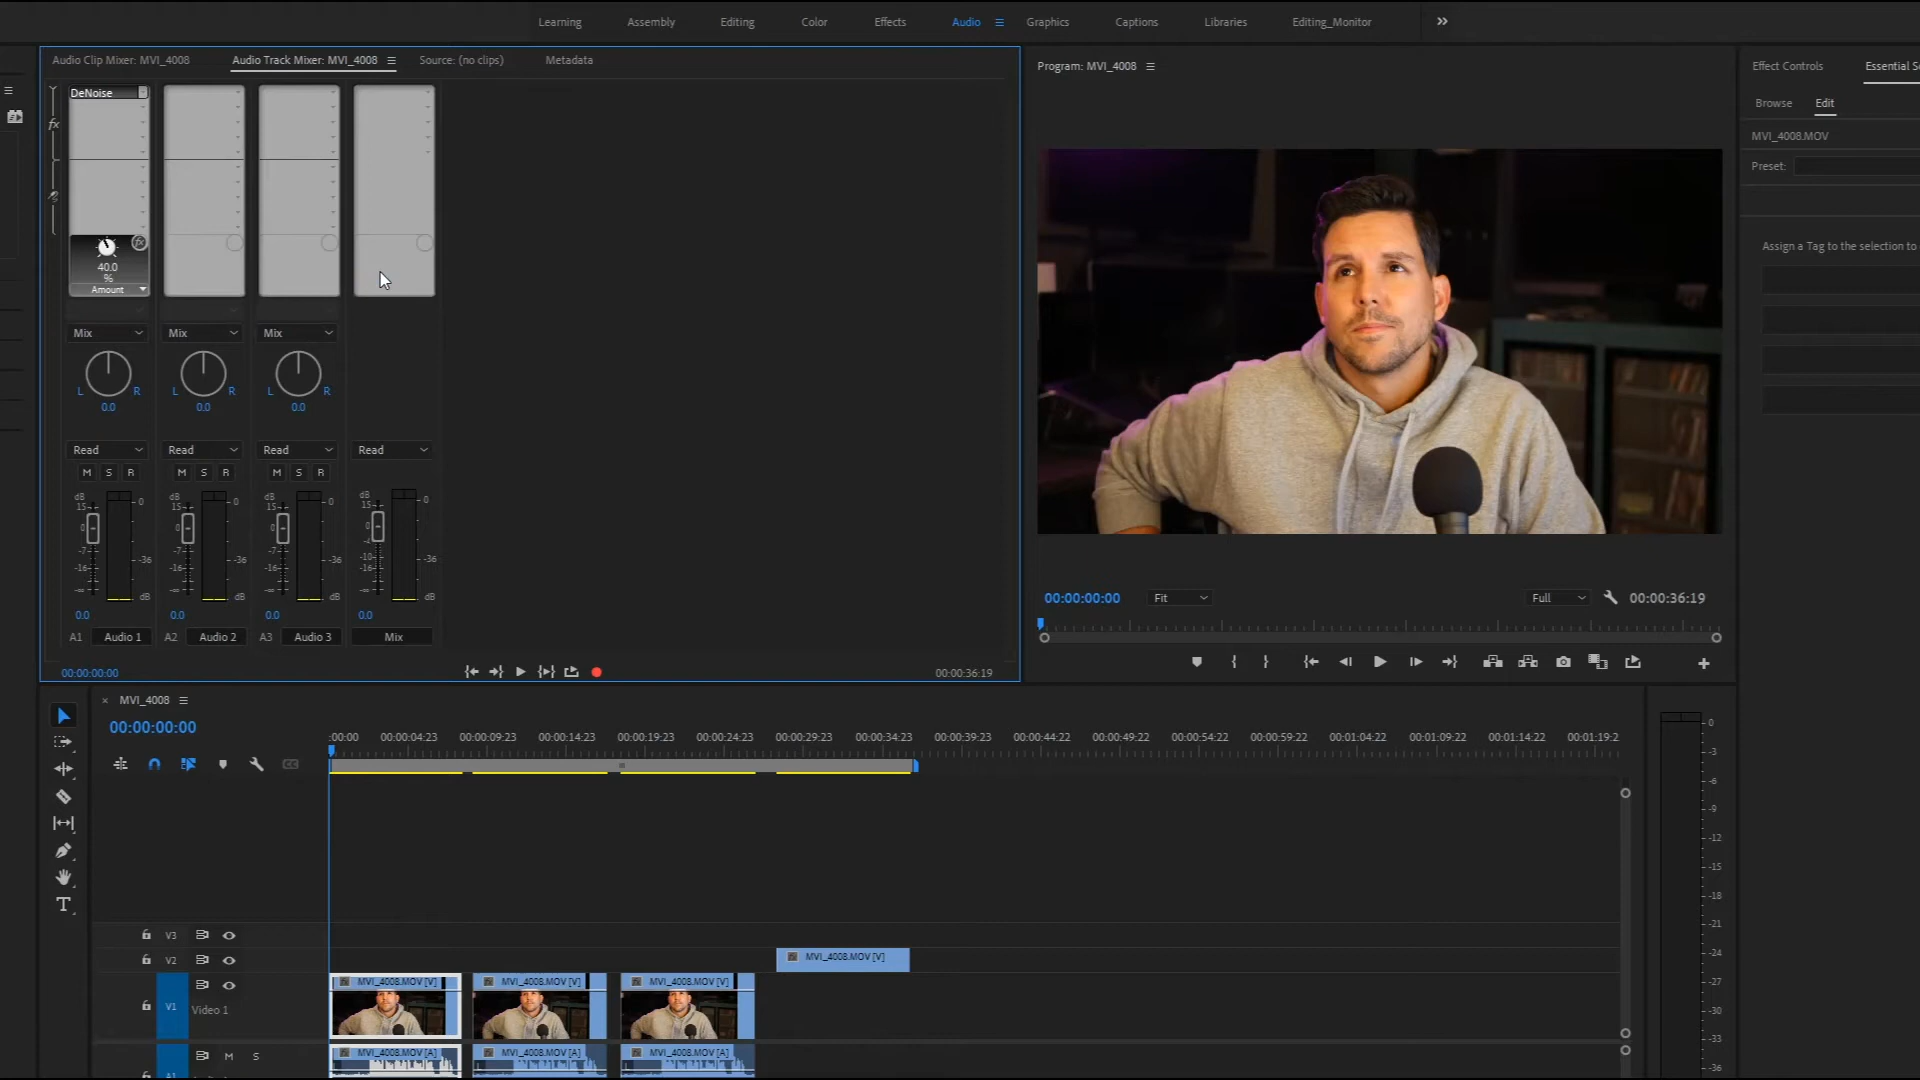 Learning Assembly Editing Color Effects Audio Graphics Captions Libraries Editing_Monitor
Audio Clip Mixer: MVI_4008 Audio Track Mixer: MVI_4008 Source: (no clips) Metadata
DeNoise
fx
fx
40.0
%
Amount
Mix Mix Mix
L R L R L R
0.0 0.0 0.0
Read Read Read Read
M S R M S R M S R
dB dB dB dB
15 0 15 0 15 0 15 0
0 0 0 0
-7 -7 -7 -4
-36 -36 -36 -10 -36
-16 -16 -16 -16
-∞ dB -∞ dB -∞ dB -∞ dB
0.0 0.0 0.0 0.0
A1 Audio 1 A2 Audio 2 A3 Audio 3 Mix
00:00:00:00 00:00:36:19
Program: MVI_4008
00:00:00:00 Fit Full 00:00:36:19
Effect Controls Essential S
Browse Edit
MVI_4008.MOV
Preset:
Assign a Tag to the selection to
MVI_4008
00:00:00:00
:00:00 00:00:04:23 00:00:09:23 00:00:14:23 00:00:19:23 00:00:24:23 00:00:29:23 00:00:34:23 00:00:39:23 00:00:44:22 00:00:49:22 00:00:54:22 00:00:59:22 00:01:04:22 00:01:09:22 00:01:14:22 00:01:19:2
V3
V2 MVI_4008.MOV [V]
MVI_4008.MOV [V] MVI_4008.MOV [V] MVI_4008.MOV [V]
V1 Video 1
M S MVI_4008.MOV [A] MVI_4008.MOV [A] MVI_4008.MOV [A]
A1
T
0
-3
-6
-9
-12
-15
-18
-21
-24
-27
-30
-33
-36